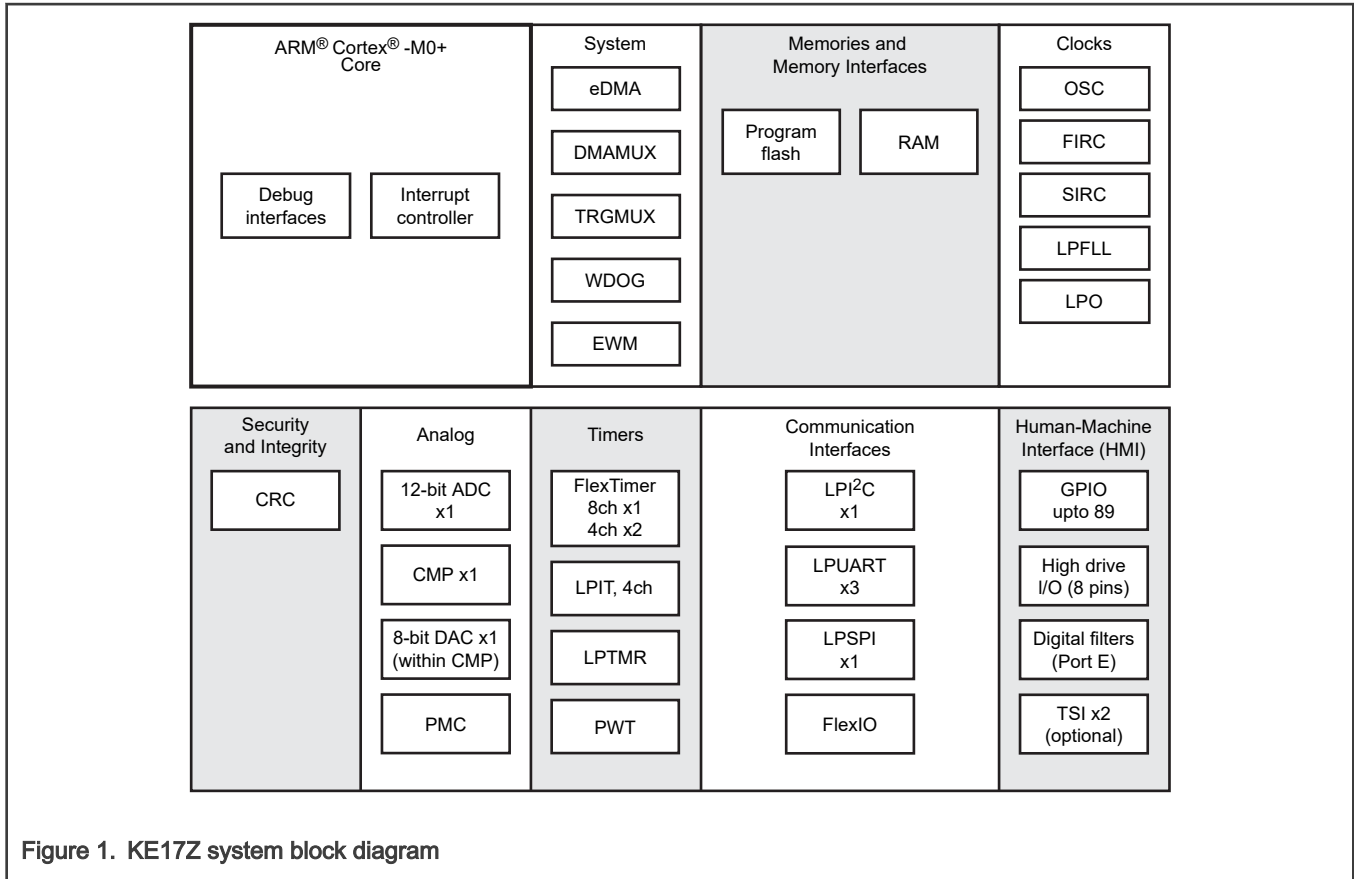 ARM® Cortex® -M0+
Core
Debug
interfaces
Interrupt
controller
System
eDMA
DMAMUX
TRGMUX
WDOG
EWM
Memories and
Memory Interfaces
Program
flash
RAM
Clocks
OSC
FIRC
SIRC
LPFLL
LPO
Security
and Integrity
CRC
Analog
12-bit ADC
x1
CMP x1
8-bit DAC x1
(within CMP)
PMC
Timers
FlexTimer
8ch x1
4ch x2
LPIT, 4ch
LPTMR
PWT
Communication
Interfaces
LPI²C
x1
LPUART
x3
LPSPI
x1
FlexIO
Human-Machine
Interface (HMI)
GPIO
upto 89
High drive
I/O (8 pins)
Digital filters
(Port E)
TSI x2
(optional)
Figure 1. KE17Z system block diagram